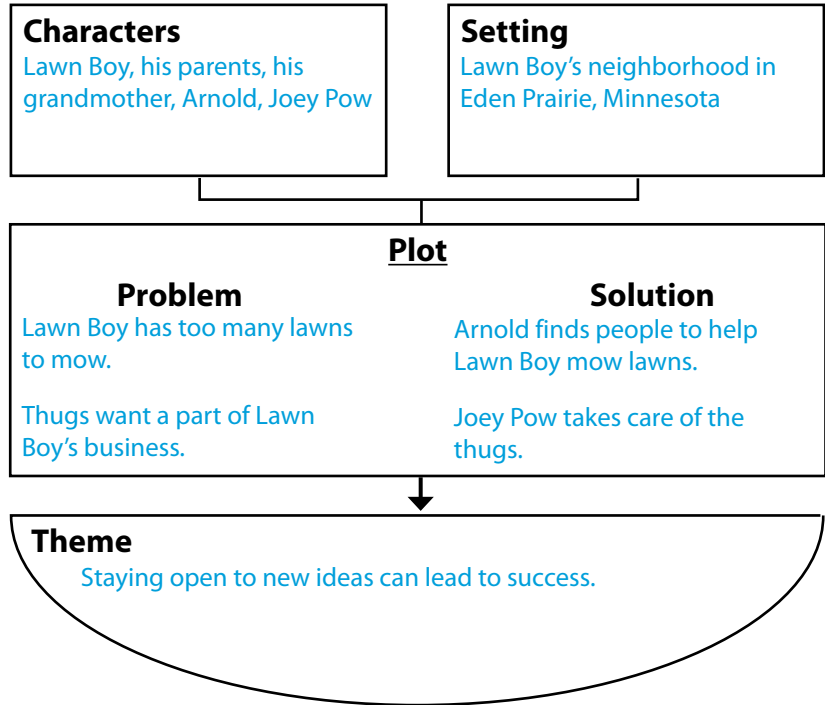 Characters
Lawn Boy, his parents, his
grandmother, Arnold, Joey Pow
Setting
Lawn Boy’s neighborhood in
Eden Prairie, Minnesota
Plot
Problem
Lawn Boy has too many lawns
to mow.
Thugs want a part of Lawn
Boy’s business.
Solution
Arnold finds people to help
Lawn Boy mow lawns.
Joey Pow takes care of the
thugs.
Theme
Staying open to new ideas can lead to success.